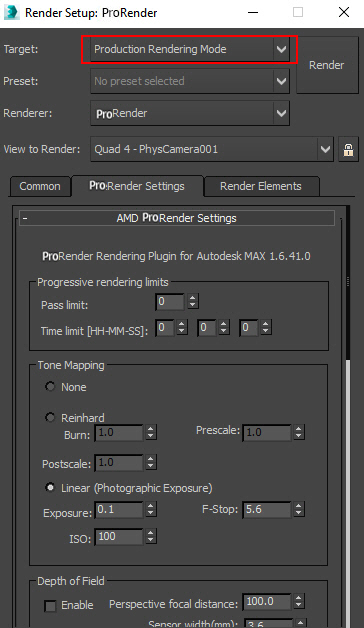 Render Setup: ProRender
Target: Production Rendering Mode
Render
Preset: No preset selected
Renderer: ProRender
View to Render: Quad 4 - PhysCamera001
Common ProRender Settings Render Elements
- AMD ProRender Settings
ProRender Rendering Plugin for Autodesk MAX 1.6.41.0
Progressive rendering limits
Pass limit: 0
Time limit [HH-MM-SS]: 0 0 0
Tone Mapping
None
Reinhard
Burn: 1.0 Prescale: 1.0
Postscale: 1.0
Linear (Photographic Exposure)
Exposure: 0.1 F-Stop: 5.6
ISO: 100
Depth of Field
Enable Perspective focal distance: 100.0
Sensor width(mm): 3.6